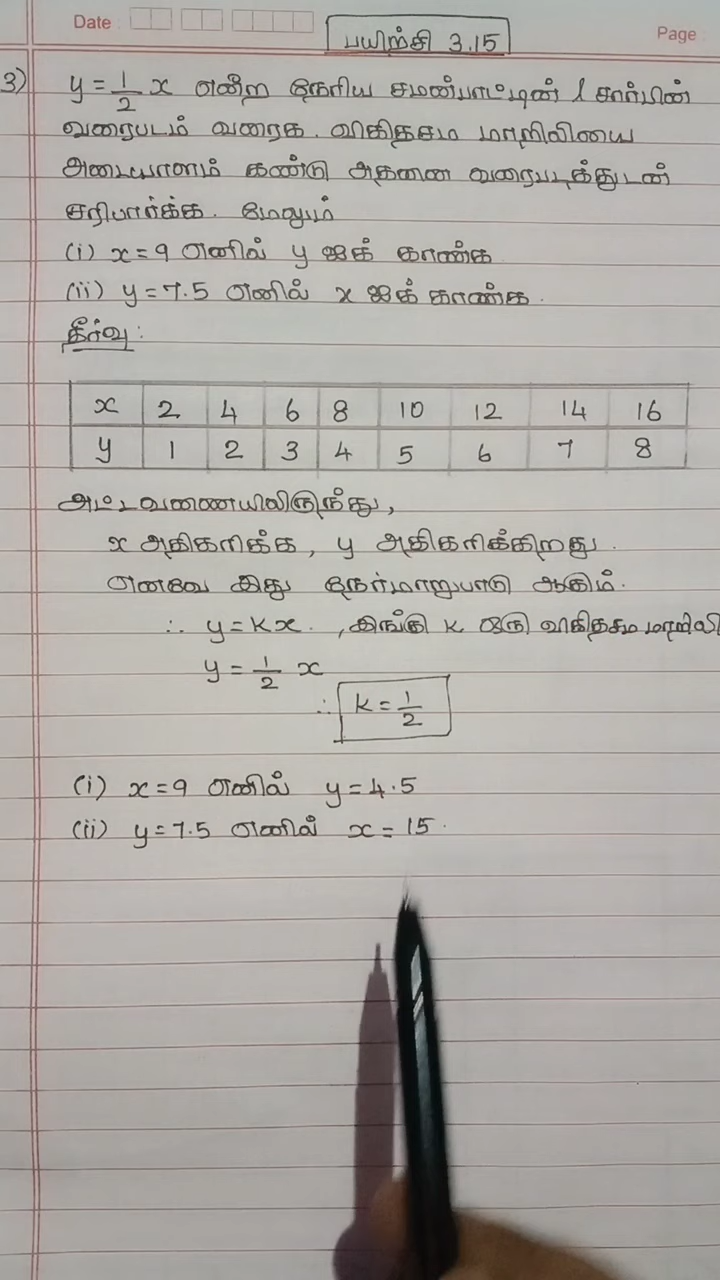 Date : பயிற்சி 3.15 Page :
3) y = 1/2 x என்ற நேரிய சமன்பாட்டின் / சார்பின்
வரைபடம் வரைக. விகிதசம மாறிலியை
அடையாளம் கண்டு அதனை வரைபடத்துடன்
சரிபார்க்க. மேலும்
(i) x = 9 எனில் y ஐக் காண்க
(ii) y = 7.5 எனில் x ஐக் காண்க.
தீர்வு :
x 2 4 6 8 10 12 14 16
y 1 2 3 4 5 6 7 8
அட்டவணையிலிருந்து,
x அதிகரிக்க, y அதிகரிக்கிறது.
எனவே இது நேர்மாறுபாடு ஆகும்.
∴ y = kx. , இங்கு k ஒரு விகிதசம மாறிலி
y = 1/2 x
∴ k = 1/2
(i) x = 9 எனில் y = 4.5
(ii) y = 7.5 எனில் x = 15.